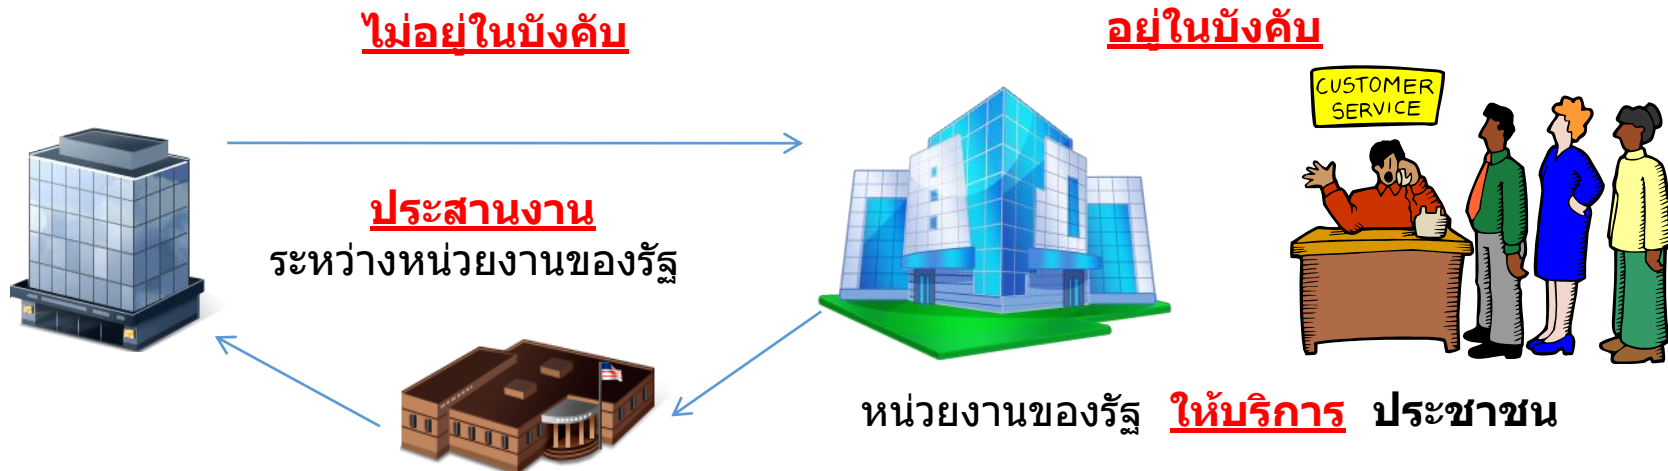 ไม่อยู่ในบังคับ
อยู่ในบังคับ
CUSTOMER
SERVICE
ประสานงาน
ระหว่างหน่วยงานของรัฐ
หน่วยงานของรัฐ ให้บริการ ประชาชน